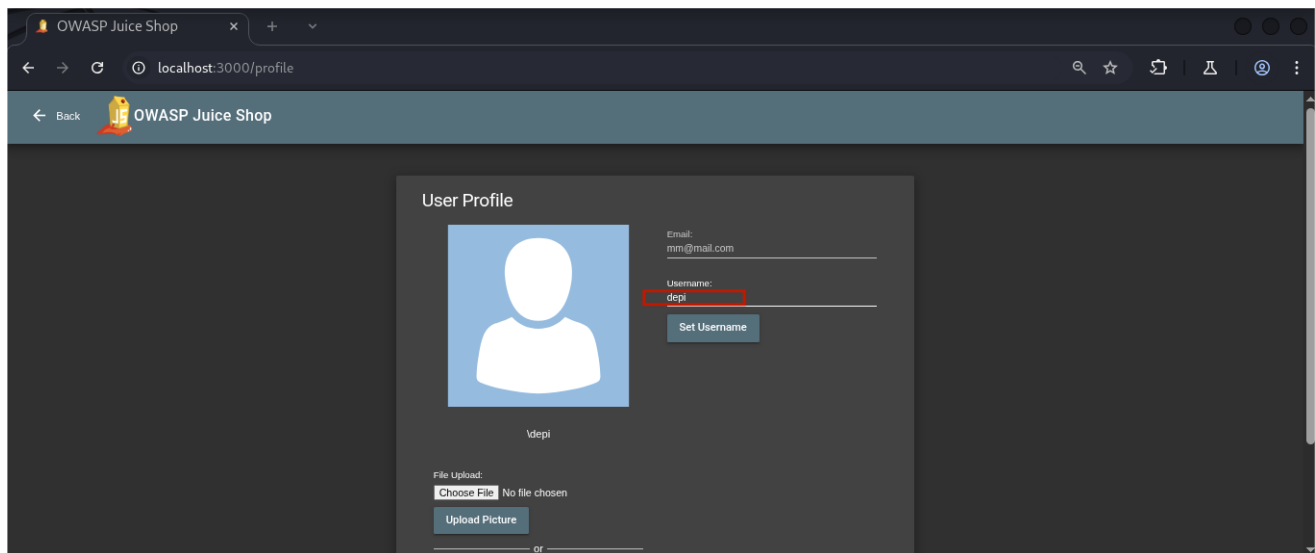 OWASP Juice Shop
localhost:3000/profile
Back
OWASP Juice Shop
User Profile
Email:
mm@mail.com
Username:
depi
Set Username
\depi
File Upload:
Choose File No file chosen
Upload Picture
or